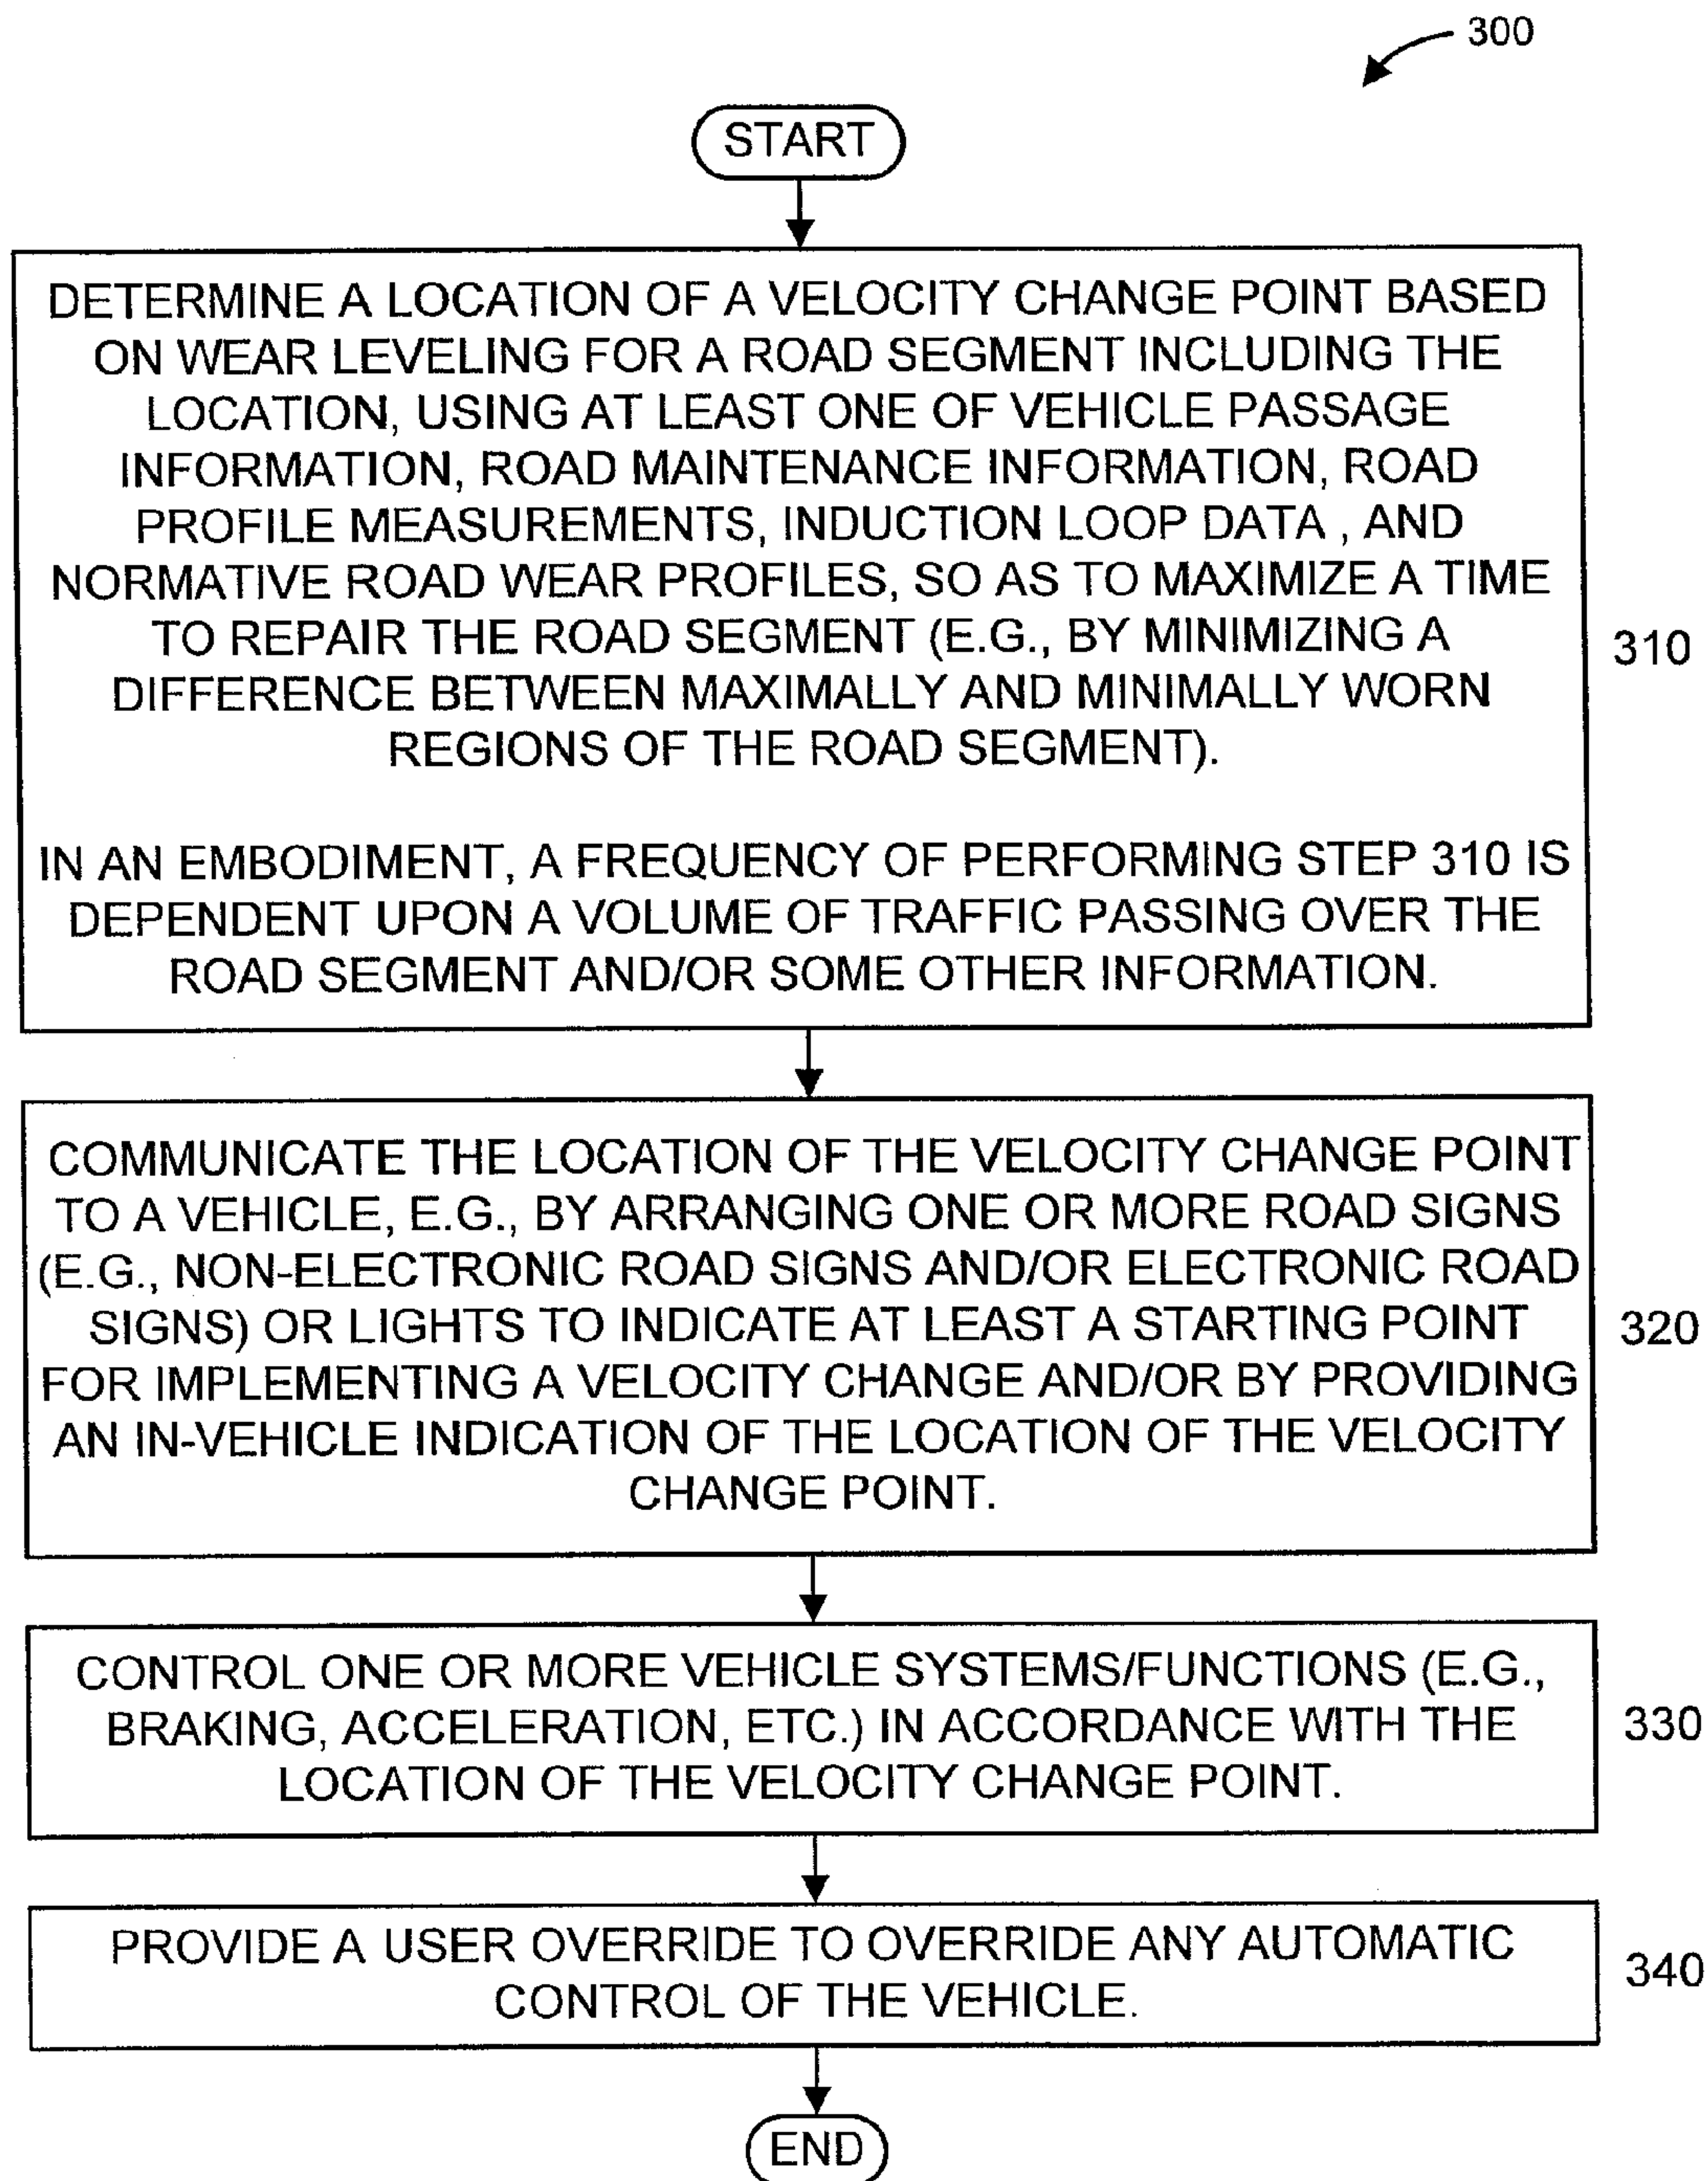 300
START
DETERMINE A LOCATION OF A VELOCITY CHANGE POINT BASED
ON WEAR LEVELING FOR A ROAD SEGMENT INCLUDING THE
LOCATION, USING AT LEAST ONE OF VEHICLE PASSAGE
INFORMATION, ROAD MAINTENANCE INFORMATION, ROAD
PROFILE MEASUREMENTS, INDUCTION LOOP DATA , AND
NORMATIVE ROAD WEAR PROFILES, SO AS TO MAXIMIZE A TIME
TO REPAIR THE ROAD SEGMENT (E.G., BY MINIMIZING A
DIFFERENCE BETWEEN MAXIMALLY AND MINIMALLY WORN
REGIONS OF THE ROAD SEGMENT).
IN AN EMBODIMENT, A FREQUENCY OF PERFORMING STEP 310 IS
DEPENDENT UPON A VOLUME OF TRAFFIC PASSING OVER THE
ROAD SEGMENT AND/OR SOME OTHER INFORMATION.
310
COMMUNICATE THE LOCATION OF THE VELOCITY CHANGE POINT
TO A VEHICLE, E.G., BY ARRANGING ONE OR MORE ROAD SIGNS
(E.G., NON-ELECTRONIC ROAD SIGNS AND/OR ELECTRONIC ROAD
SIGNS) OR LIGHTS TO INDICATE AT LEAST A STARTING POINT
FOR IMPLEMENTING A VELOCITY CHANGE AND/OR BY PROVIDING
AN IN-VEHICLE INDICATION OF THE LOCATION OF THE VELOCITY
CHANGE POINT.
320
CONTROL ONE OR MORE VEHICLE SYSTEMS/FUNCTIONS (E.G.,
BRAKING, ACCELERATION, ETC.) IN ACCORDANCE WITH THE
LOCATION OF THE VELOCITY CHANGE POINT.
330
PROVIDE A USER OVERRIDE TO OVERRIDE ANY AUTOMATIC
CONTROL OF THE VEHICLE.
340
END